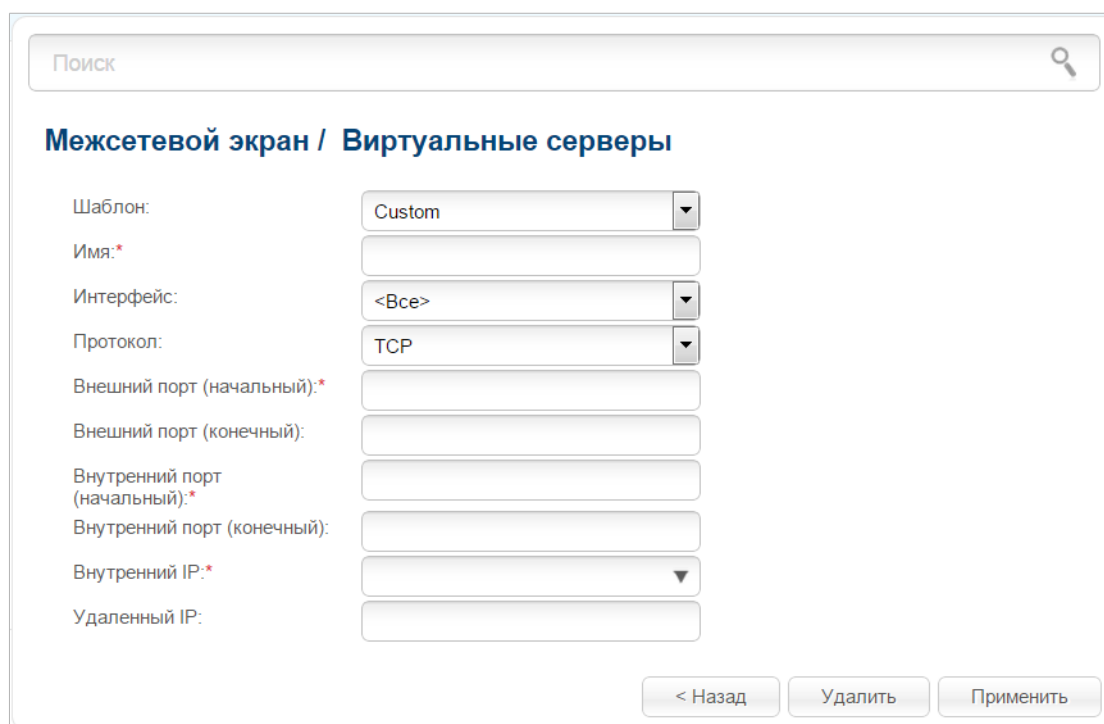 Поиск
Межсетевой экран / Виртуальные серверы
Шаблон: Custom
Имя:*
Интерфейс: <Все>
Протокол: TCP
Внешний порт (начальный):*
Внешний порт (конечный):
Внутренний порт
(начальный):*
Внутренний порт (конечный):
Внутренний IP:*
Удаленный IP:
< Назад Удалить Применить